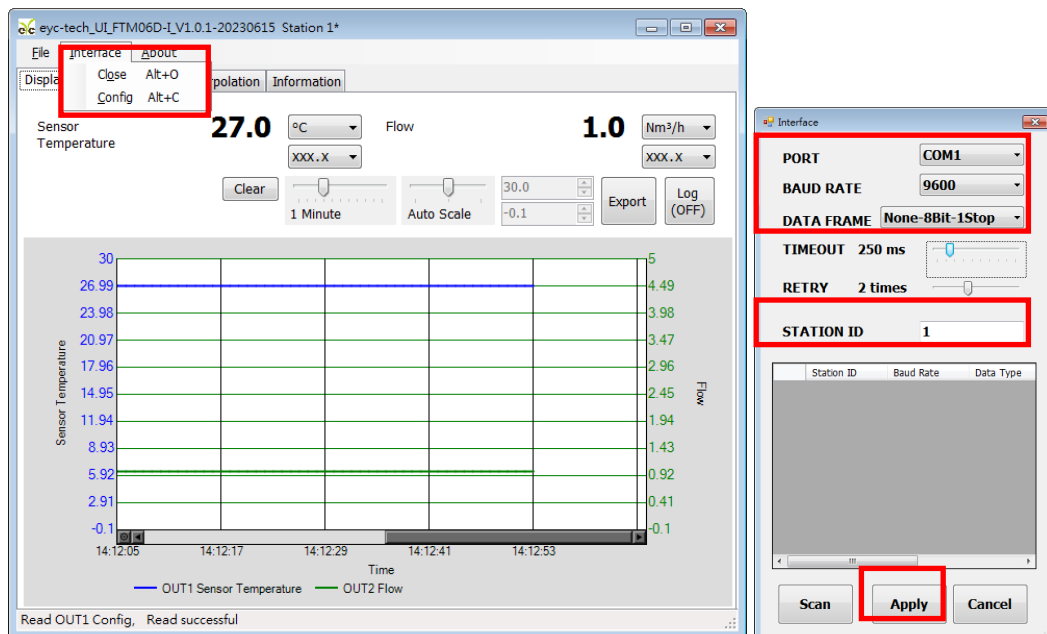 eyc-tech_UI_FTM06D-I_V1.0.1-20230615 Station 1*
File Interface About
Close Alt+O
Config Alt+C
Displa rpolation Information
Sensor Temperature 27.0 °C Flow 1.0 Nm³/h
XXX.X XXX.X
Clear 1 Minute Auto Scale 30.0 -0.1 Export Log (OFF)
30
26.99
23.98
20.97
17.96
14.95
11.94
8.93
5.92
2.91
-0.1
Sensor Temperature
5
4.49
3.98
3.47
2.96
2.45
1.94
1.43
0.92
0.41
-0.1
Flow
14:12:05 14:12:17 14:12:29 14:12:41 14:12:53
Time
OUT1 Sensor Temperature OUT2 Flow
Read OUT1 Config, Read successful
Interface
PORT COM1
BAUD RATE 9600
DATA FRAME None-8Bit-1Stop
TIMEOUT 250 ms
RETRY 2 times
STATION ID 1
Station ID Baud Rate Data Type
Scan Apply Cancel